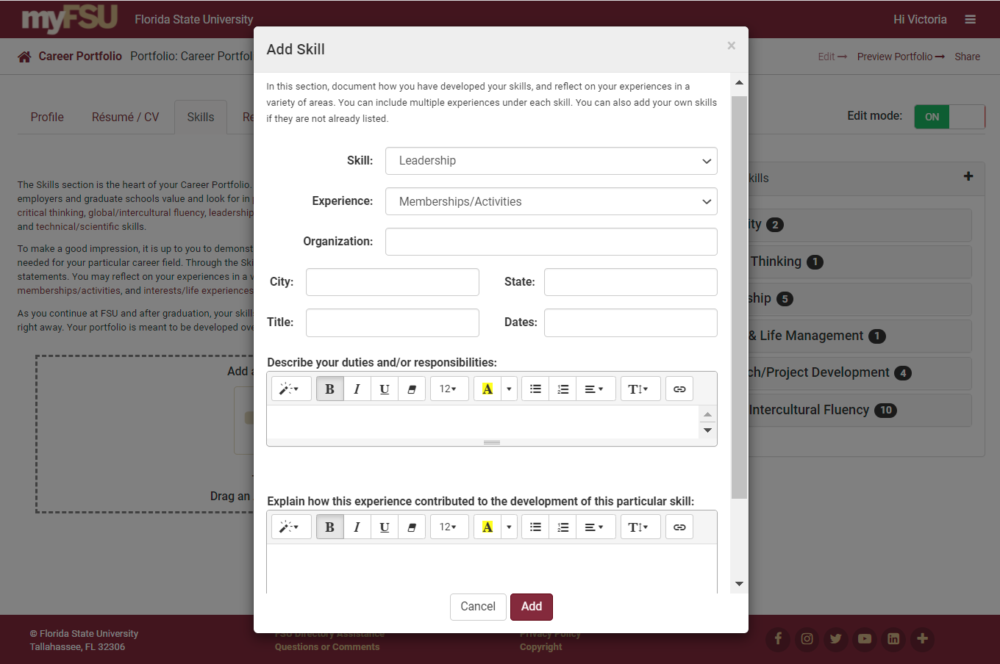 myFSU Florida State University Hi Victoria
Career Portfolio Portfolio: Career Portfol Edit Preview Portfolio Share
Add Skill
×
In this section, document how you have developed your skills, and reflect on your experiences in a
variety of areas. You can include multiple experiences under each skill. You can also add your own skills
if they are not already listed.
Profile Résumé / CV Skills Re
Edit mode: ON
Skill: Leadership
Experience: Memberships/Activities
Organization:
City: State:
Title: Dates:
Describe your duties and/or responsibilities:
B I U 12 A T
Explain how this experience contributed to the development of this particular skill:
B I U 12 A T
Cancel Add
The Skills section is the heart of your Career Portfolio.
employers and graduate schools value and look for in
critical thinking, global/intercultural fluency, leadership
and technical/scientific skills.
To make a good impression, it is up to you to demonst
needed for your particular career field. Through the Ski
statements. You may reflect on your experiences in a v
memberships/activities, and interests/life experiences
As you continue at FSU and after graduation, your skill
right away. Your portfolio is meant to be developed ove
Add a
Drag an
kills
ity 2
Thinking 1
ship 5
& Life Management 1
ch/Project Development 4
Intercultural Fluency 10
© Florida State University
Tallahassee, FL 32306
FSU Directory Assistance
Questions or Comments
Privacy Policy
Copyright